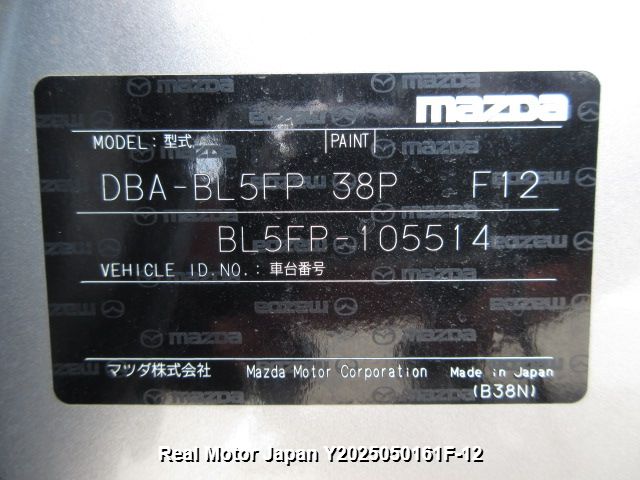 mazda
MODEL: 型式 PAINT
DBA-BL5FP 38P F12
BL5FP-105514
VEHICLE ID.NO.: 車台番号
マツダ株式会社 Mazda Motor Corporation Made in Japan
(B38N)
Real Motor Japan Y2025050161F-12